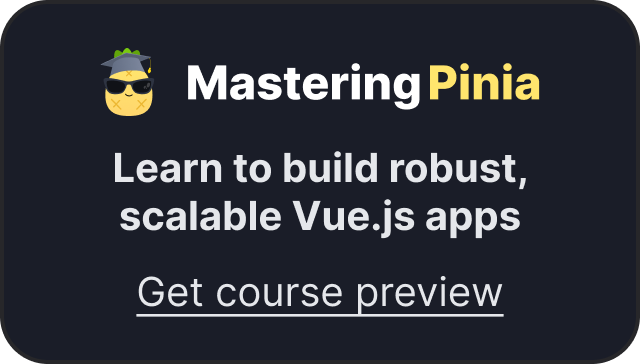 Mastering Pinia
Learn to build robust,
scalable Vue.js apps
Get course preview